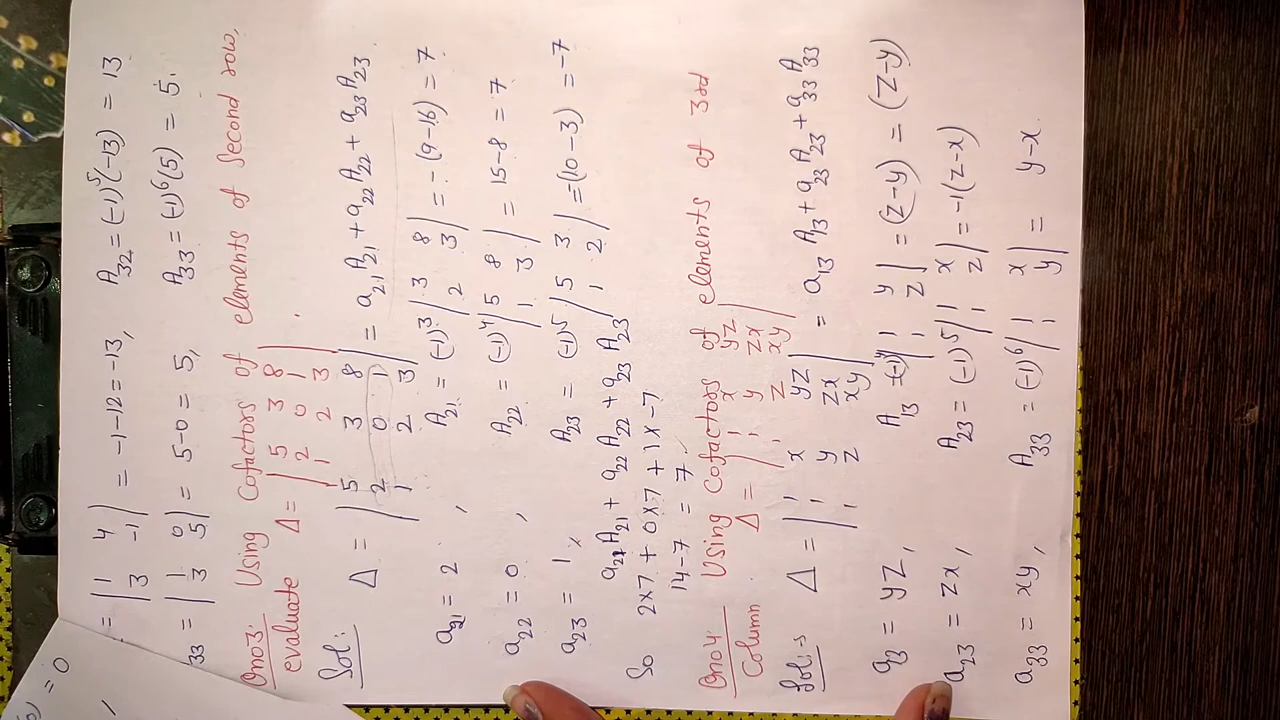 = 0
= | 1 4 | = -1-12 = -13, A32 = (-1)^5 (-13) = 13
| 3 -1 |
33 = | 1 0 | = 5-0 = 5, A33 = (-1)^6 (5) = 5.
| 3 5 |
Qno3: Using Cofactors of elements of Second row,
evaluate Δ = | 5 3 8 |
| 2 0 1 |
| 1 2 3 |
Sol:
Δ = | 5 3 8 | = a21 A21 + a22 A22 + a23 A23
| 2 0 1 |
| 1 2 3 |
a21 = 2, A21 = (-1)^3 | 3 8 | = -(9-16) = 7
| 2 3 |
a22 = 0, A22 = (-1)^4 | 5 8 | = 15-8 = 7
| 1 3 |
a23 = 1, A23 = (-1)^5 | 5 3 | = (10-3) = -7
| 1 2 |
So a21 A21 + a22 A22 + a23 A23
2x7 + 0x7 + 1x-7
14-7 = 7
Qno4: Using Cofactors of elements of 3rd
Column Δ = | 1 x yz |
| 1 y zx |
| 1 z xy |
Sol:-
Δ = | 1 x yz | = a13 A13 + a23 A23 + a33 A33
| 1 y zx |
| 1 z xy |
a13 = yz, A13 = (-1)^4 | 1 y | = (z-y) = (z-y)
| 1 z |
a23 = zx, A23 = (-1)^5 | 1 x | = -1(z-x)
| 1 z |
a33 = xy, A33 = (-1)^6 | 1 x | = y-x
| 1 y |